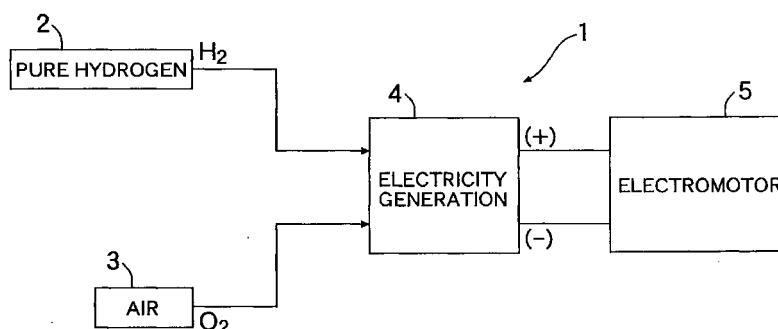 2
PURE HYDROGEN
H2
1
4
ELECTRICITY
GENERATION
(+)
(-)
5
ELECTROMOTOR
3
AIR
O2